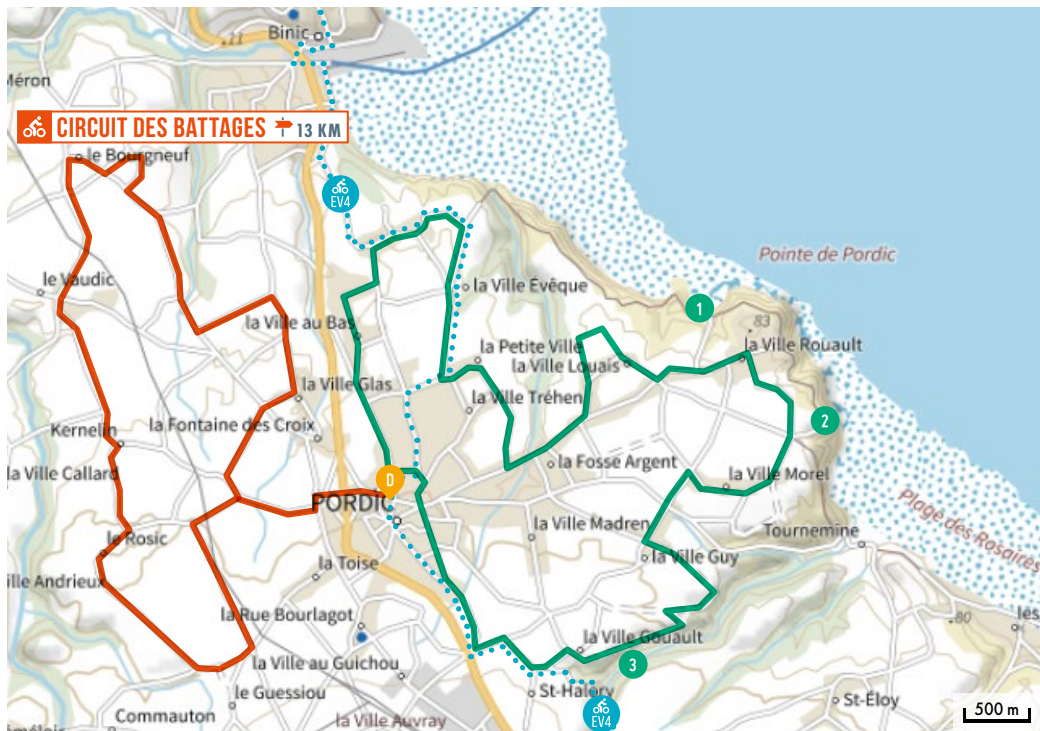 Binic
11
Méron
CIRCUIT DES BATTAGES 13 KM
le Bourgneuf
EV4
Pointe de Pordic
le Vaudic
la Ville Évêque
1
83
la Ville au Bas
la Petite Ville
la Ville Louais
la Ville Rouault
la Ville Glas
la Ville Tréhen
2
la Fontaine des Croix
Kernelin
la Ville Callard
la Fosse Argent
la Ville Morel
D
PORDIC
Plage des Rosaires
la Ville Madren
Tournemine
le Rosic
la Ville Guy
la Toise
ille Andrieux
la Rue Bourlagot
80
les
la Ville Gouault
la Ville au Guichou
3
le Guessiou
St-Halory
St-Éloy
EV4
Commauton
la Ville Auvray
500 m